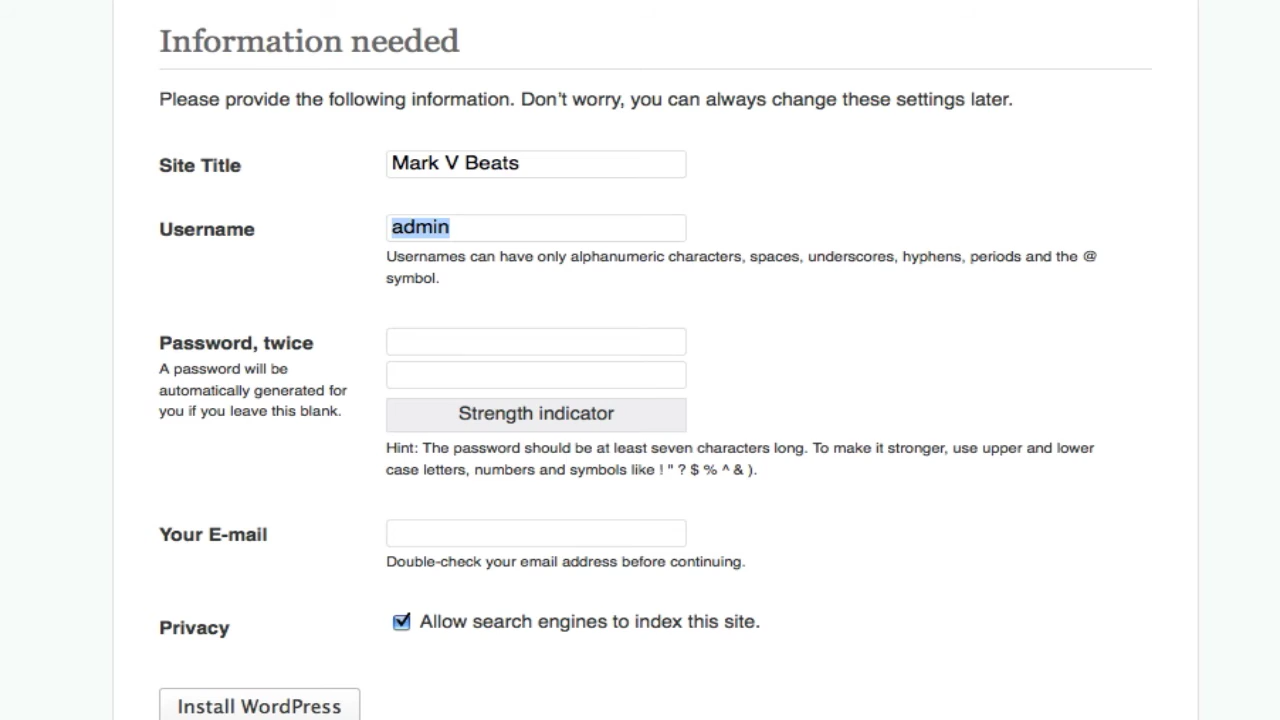 Information needed
Please provide the following information. Don't worry, you can always change these settings later.
Site Title
Mark V Beats
Username
admin
Usernames can have only alphanumeric characters, spaces, underscores, hyphens, periods and the @
symbol.
Password, twice
A password will be
automatically generated for
you if you leave this blank.
Strength indicator
Hint: The password should be at least seven characters long. To make it stronger, use upper and lower
case letters, numbers and symbols like ! " ? $ % ^ & ).
Your E-mail
Double-check your email address before continuing.
Privacy
Allow search engines to index this site.
Install WordPress